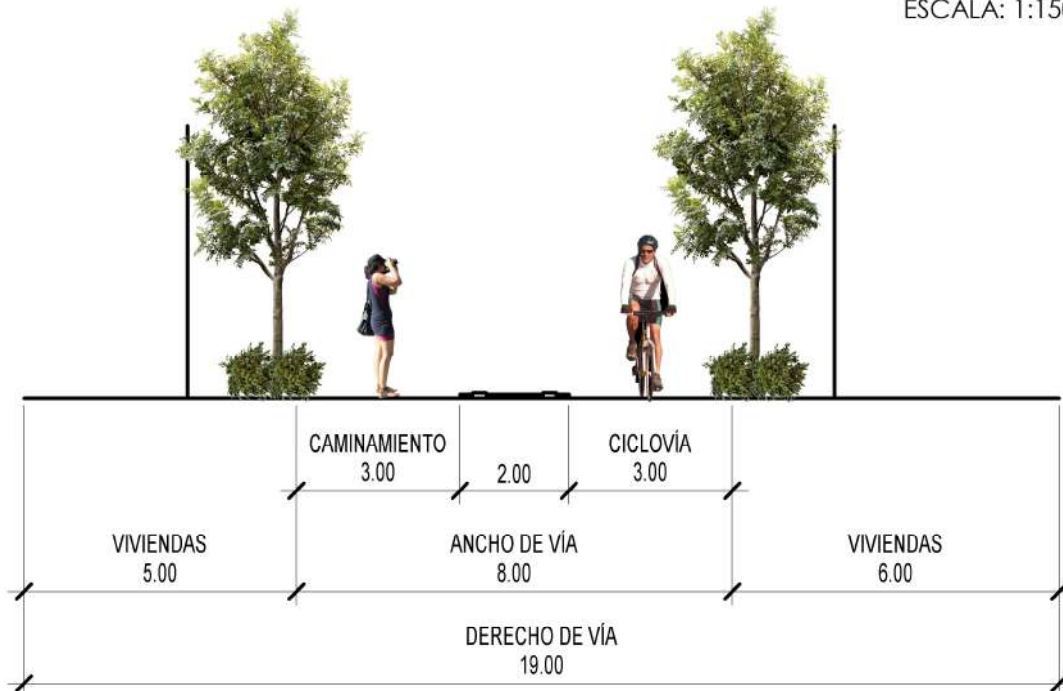 ESCALA: 1:150
CAMINAMIENTO
3.00
2.00
CICLOVÍA
3.00
VIVIENDAS
5.00
ANCHO DE VÍA
8.00
VIVIENDAS
6.00
DERECHO DE VÍA
19.00